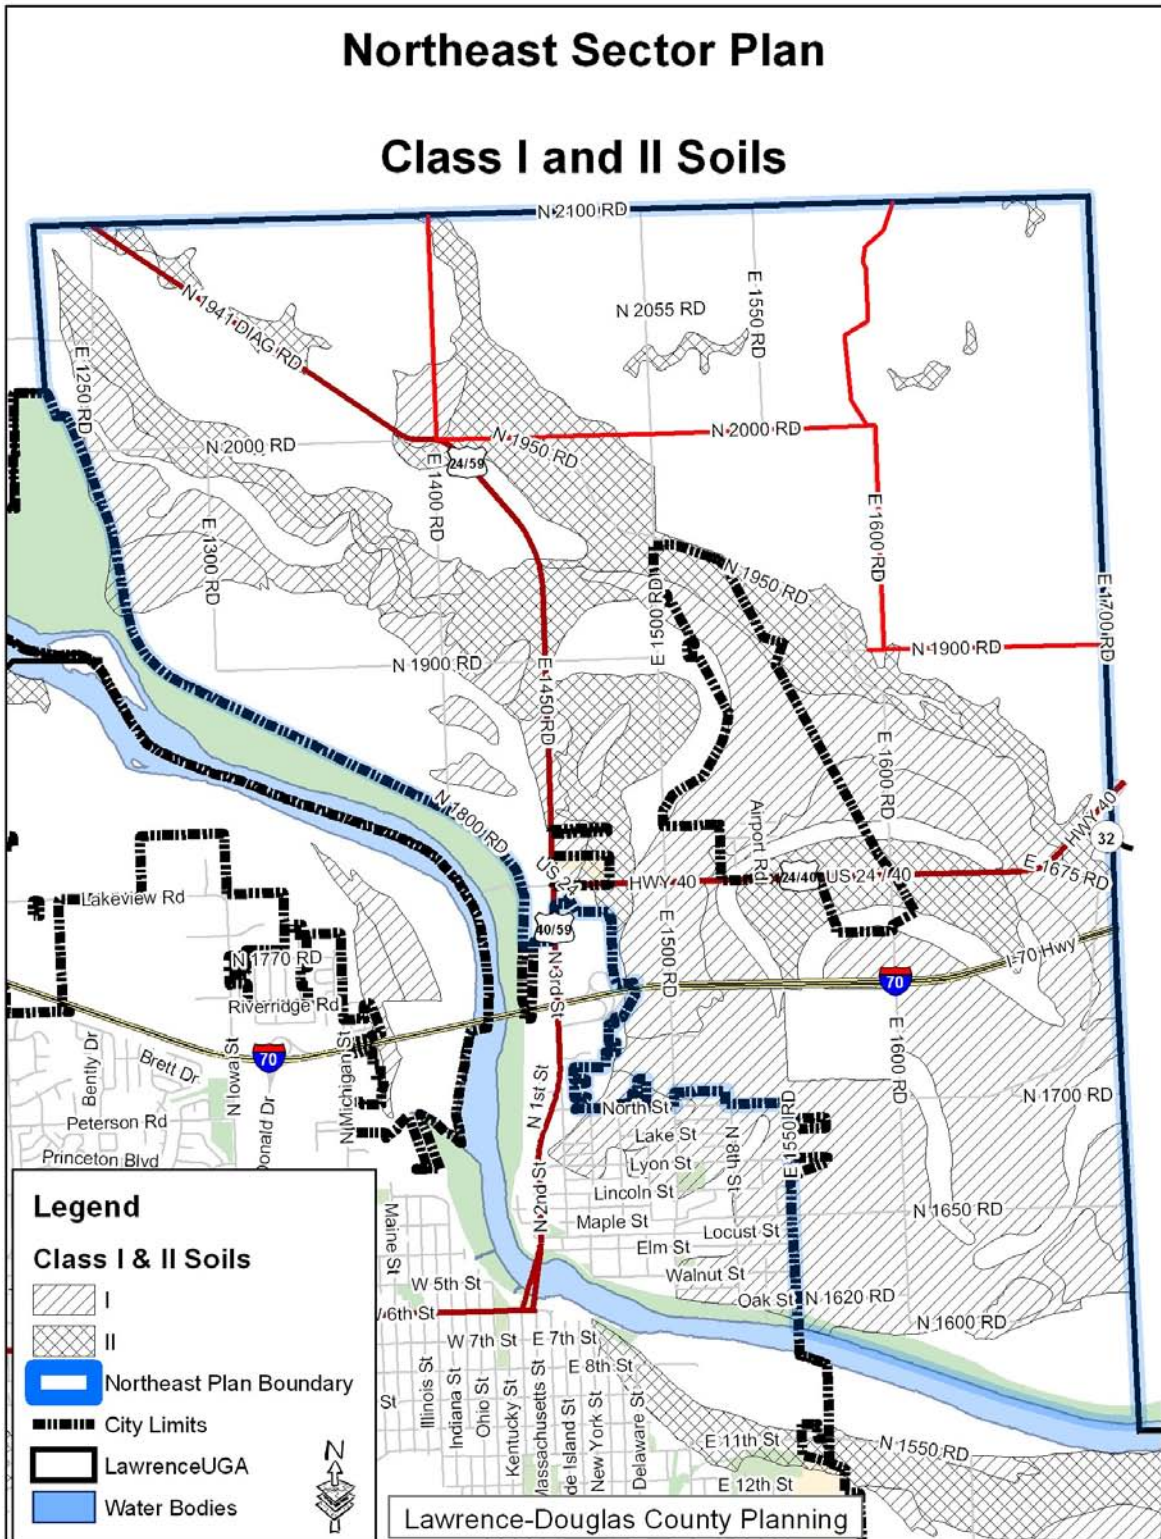 Northeast Sector Plan
Class I and II Soils
N 2100 RD
N 1941 DIAG RD
E 1250 RD
N 2055 RD
E 1550 RD
N 2000 RD
N 1950 RD
N 2000 RD
24/59
E 1400 RD
E 1300 RD
E 1600 RD
N 1950 RD
E 1500 RD
E 1700 RD
N 1900 RD
N 1900 RD
E 1450 RD
E 1600 RD
N 1800 RD
Airport Rd
HWY 40
32
US 24
HWY 40
24/40
US 24 / 40
E 1675 RD
Lakeview Rd
40/59
E 1500 RD
N 1770 RD
N 3rd St
I-70 Hwy
70
Riverridge Rd
70
Bently Dr
Brett Dr
N Iowa St
N Michigan St
N 1st St
E 1600 RD
N 1700 RD
Peterson Rd
onald Dr
North St
Lake St
N 8th St
E 1550 RD
Princeton Blvd
Lyon St
Lincoln St
N 2nd St
Maple St
Locust St
N 1650 RD
Maine St
Elm St
Walnut St
W 5th St
Oak St
N 1620 RD
6th St
N 1600 RD
W 7th St
E 7th St
E 8th St
St
Illinois St
Indiana St
Ohio St
Kentucky St
Massachusetts St
de Island St
New York St
Delaware St
E 11th St
N 1550 RD
E 12th St
Legend
Class I & II Soils
I
II
Northeast Plan Boundary
City Limits
LawrenceUGA
Water Bodies
N
Lawrence-Douglas County Planning